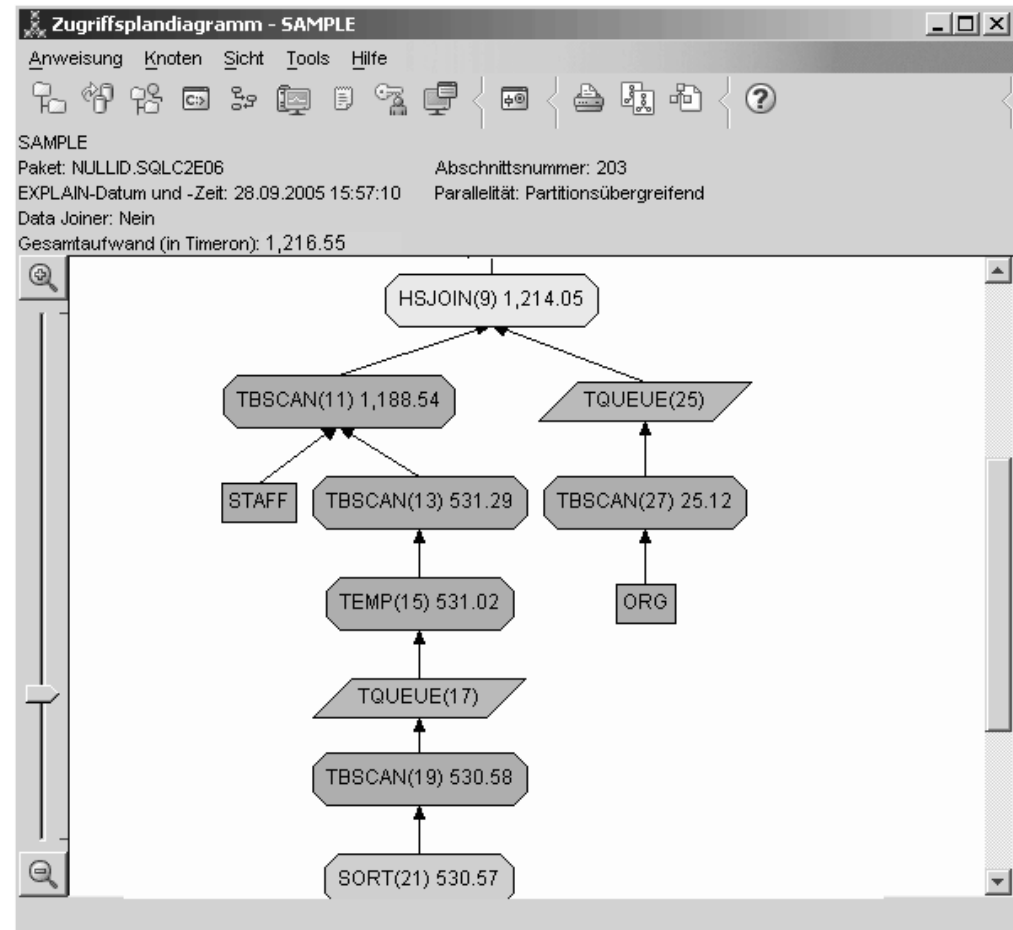 Zugriffsplandiagramm - SAMPLE
Anweisung Knoten Sicht Tools Hilfe
C:>
?
SAMPLE
Paket: NULLID.SQLC2E06 Abschnittsnummer: 203
EXPLAIN-Datum und -Zeit: 28.09.2005 15:57:10 Parallelität: Partitionsübergreifend
Data Joiner: Nein
Gesamtaufwand (in Timeron): 1,216.55
HSJOIN(9) 1,214.05
TBSCAN(11) 1,188.54 TQUEUE(25)
STAFF TBSCAN(13) 531.29 TBSCAN(27) 25.12
TEMP(15) 531.02 ORG
TQUEUE(17)
TBSCAN(19) 530.58
SORT(21) 530.57